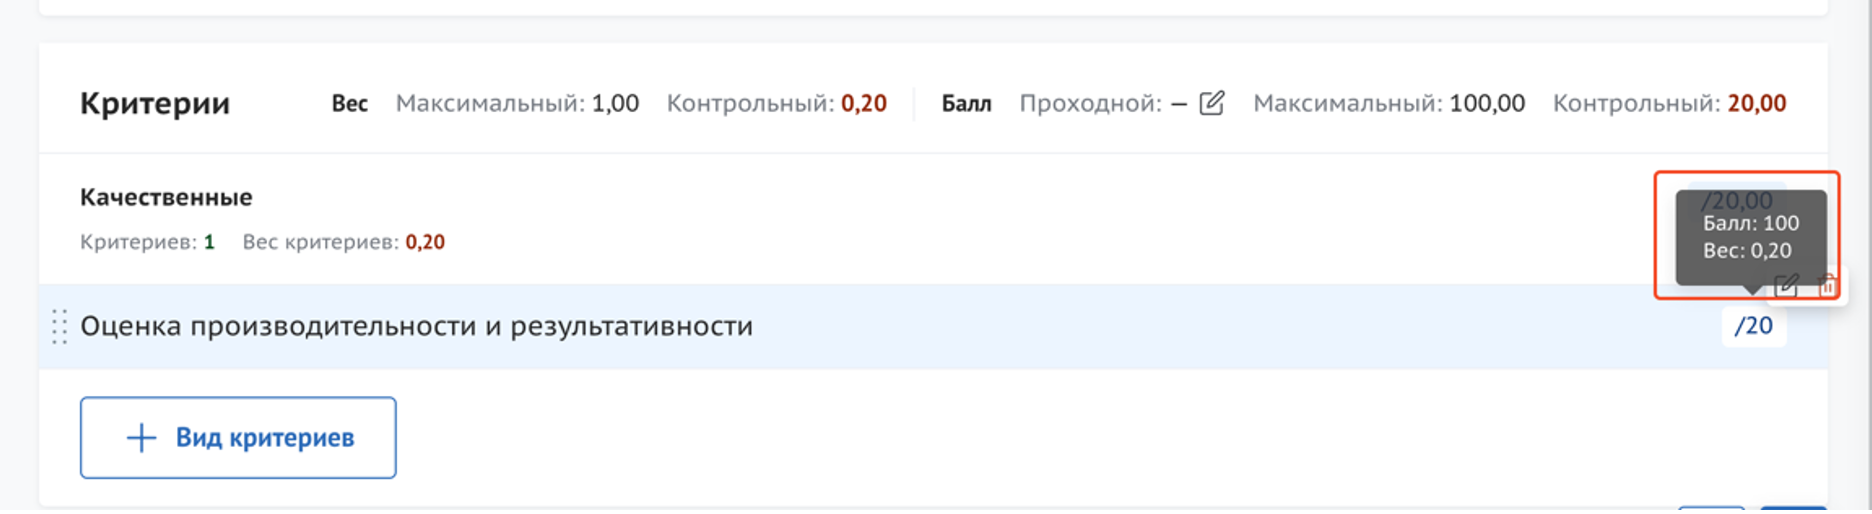 Критерии Вес Максимальный: 1,00 Контрольный: 0,20 Балл Проходной: — Максимальный: 100,00 Контрольный: 20,00
Качественные
/20,00
Критериев: 1 Вес критериев: 0,20
Балл: 100
Вес: 0,20
Оценка производительности и результативности /20
Вид критериев